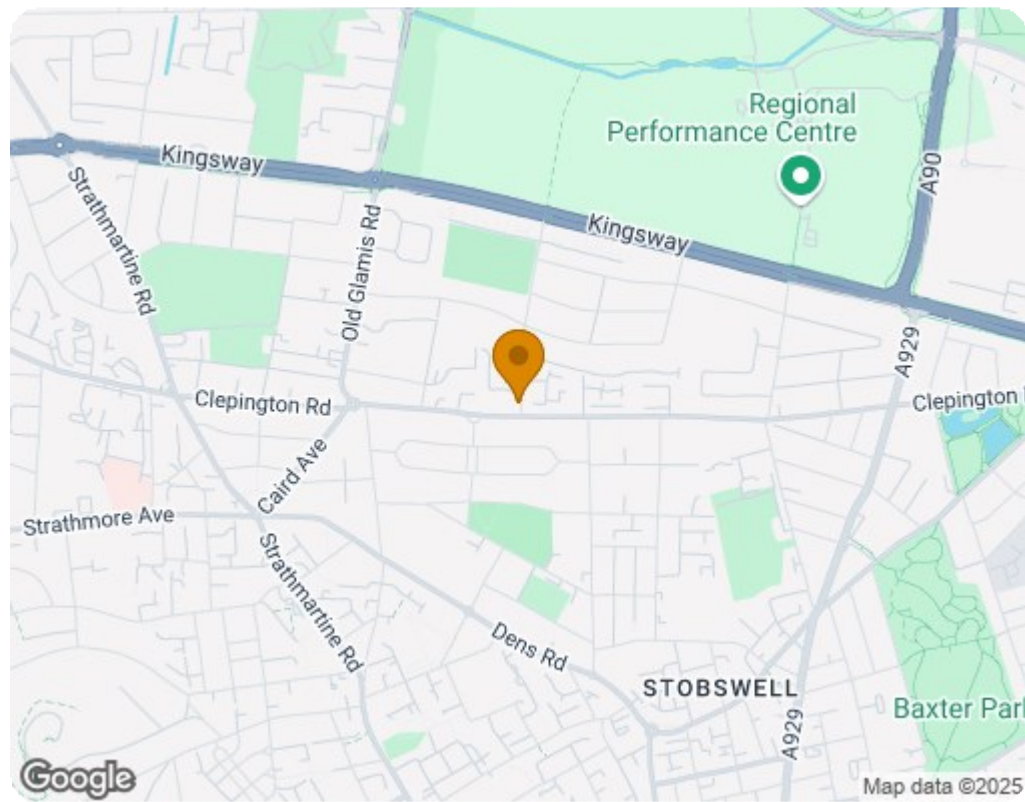 Regional
Performance Centre
Kingsway
A90
Strathmartine Rd
Old Glamis Rd
Kingsway
A929
Clepington Rd
Clepington
Caird Ave
Strathmore Ave
Strathmartine Rd
Dens Rd
STOBSWELL
Baxter Par
A929
Google
Map data ©2025